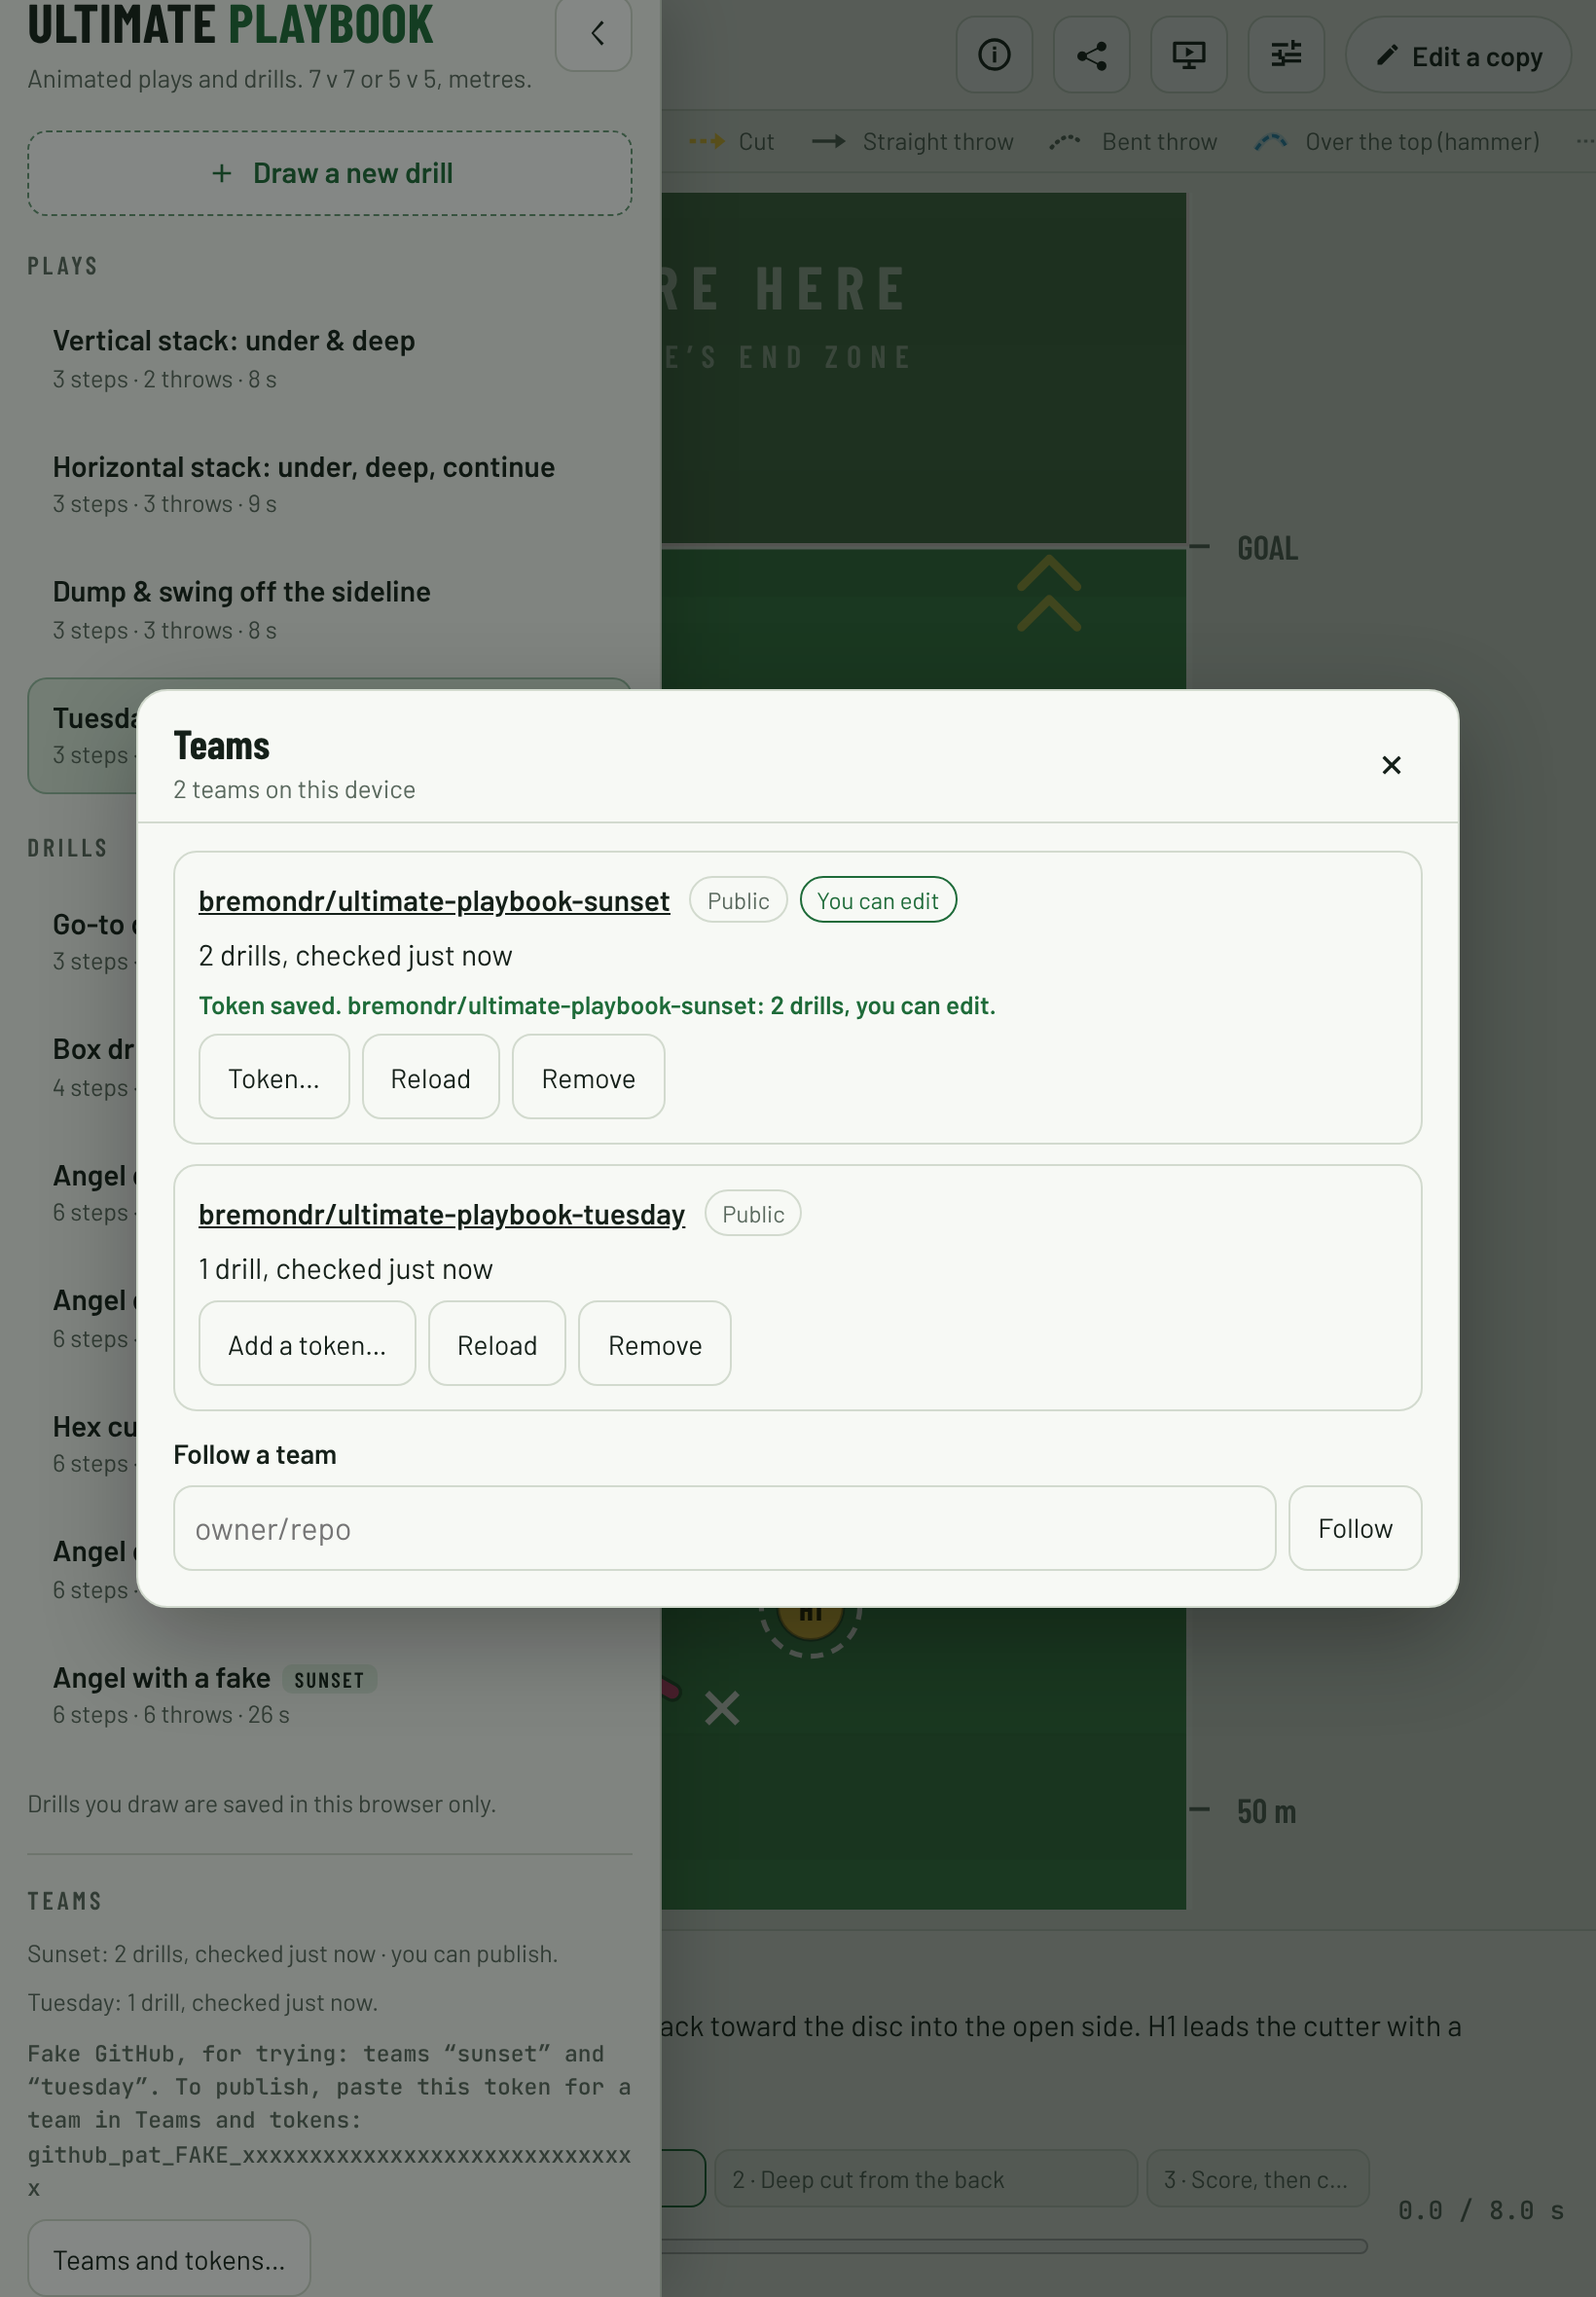 ULTIMATE PLAYBOOK
Animated plays and drills. 7 v 7 or 5 v 5, metres.
+ Draw a new drill
PLAYS
Vertical stack: under & deep
3 steps · 2 throws · 8 s
Horizontal stack: under, deep, continue
3 steps · 3 throws · 9 s
Dump & swing off the sideline
3 steps · 3 throws · 8 s
Tuesda
3 steps ·
DRILLS
Go-to
3 steps ·
Box dr
4 steps ·
Angel
6 steps ·
Angel
6 steps ·
Hex cu
6 steps ·
Angel
6 steps ·
Angel with a fake SUNSET
6 steps · 6 throws · 26 s
Drills you draw are saved in this browser only.
TEAMS
Sunset: 2 drills, checked just now · you can publish.
Tuesday: 1 drill, checked just now.
Fake GitHub, for trying: teams “sunset” and
“tuesday”. To publish, paste this token for a
team in Teams and tokens:
github_pat_FAKE_xxxxxxxxxxxxxxxxxxxxxxxxxxxxx
x
Teams and tokens...
Edit a copy
Cut
Straight throw
Bent throw
Over the top (hammer)
RE HERE
E’S END ZONE
GOAL
Teams
2 teams on this device
bremondr/ultimate-playbook-sunset Public You can edit
2 drills, checked just now
Token saved. bremondr/ultimate-playbook-sunset: 2 drills, you can edit.
Token... Reload Remove
bremondr/ultimate-playbook-tuesday Public
1 drill, checked just now
Add a token... Reload Remove
Follow a team
owner/repo Follow
H1
50 m
ack toward the disc into the open side. H1 leads the cutter with a
2 · Deep cut from the back
3 · Score, then c...
0.0 / 8.0 s